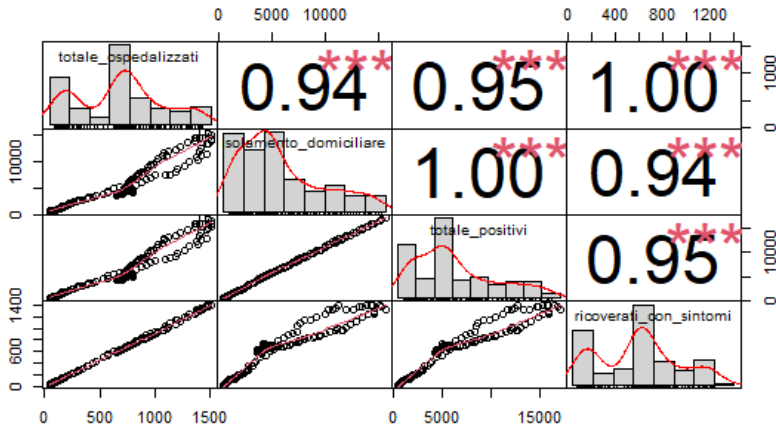 0 5000 10000
0 400 800 1200
totale_ospedalizzati
0.94
***
0.95
***
1.00
***
0 10000
0 10000
isolamento_domiciliare
1.00
***
0.94
***
totale_positivi
0.95
***
0 10000
0 600 1400
ricoverati_con_sintomi
0 500 1000 1500
0 5000 15000